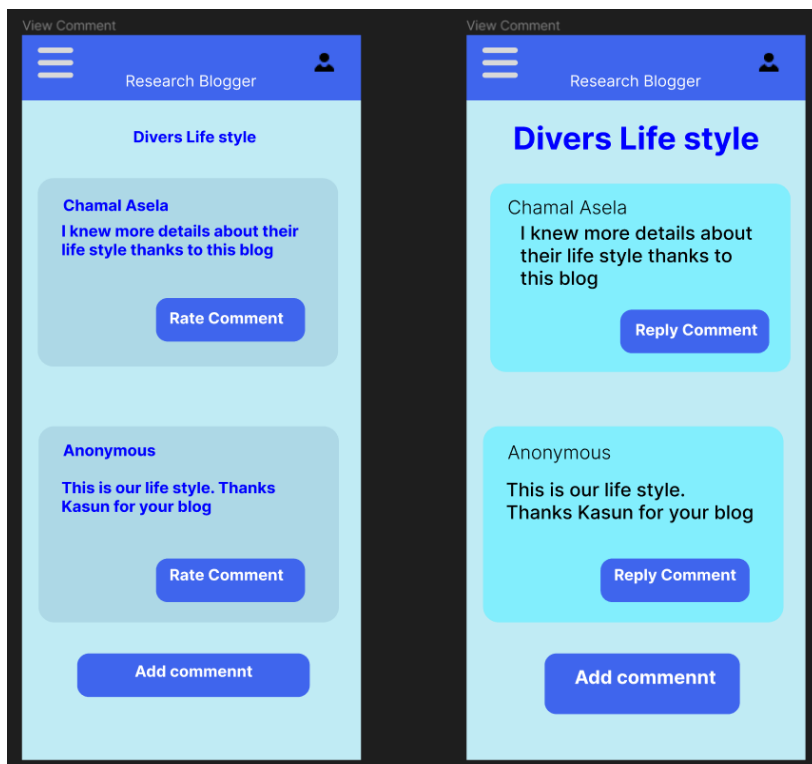 View Comment
Research Blogger
Divers Life style
Chamal Asela
I knew more details about their
life style thanks to this blog
Rate Comment
Anonymous
This is our life style. Thanks
Kasun for your blog
Rate Comment
Add commennt
View Comment
Research Blogger
Divers Life style
Chamal Asela
I knew more details about
their life style thanks to
this blog
Reply Comment
Anonymous
This is our life style.
Thanks Kasun for your blog
Reply Comment
Add commennt